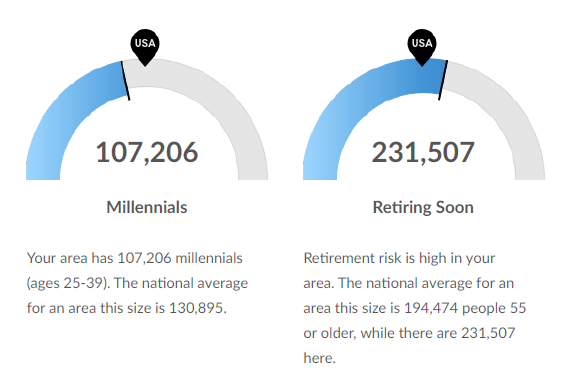 USA
107,206
Millennials
Your area has 107,206 millennials
(ages 25-39). The national average
for an area this size is 130,895.
USA
231,507
Retiring Soon
Retirement risk is high in your
area. The national average for an
area this size is 194,474 people 55
or older, while there are 231,507
here.